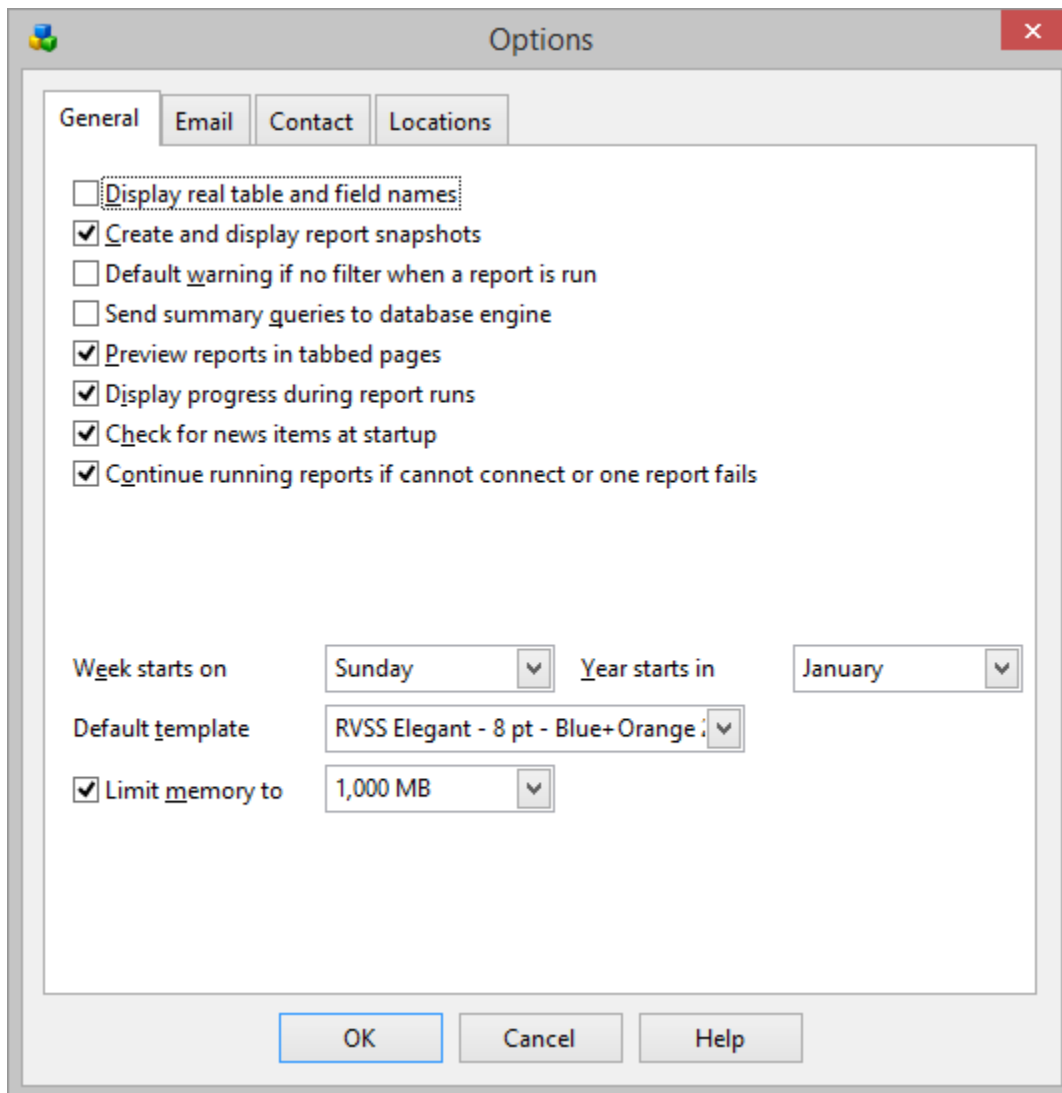 Options
General Email Contact Locations
Display real table and field names
Create and display report snapshots
Default warning if no filter when a report is run
Send summary queries to database engine
Preview reports in tabbed pages
Display progress during report runs
Check for news items at startup
Continue running reports if cannot connect or one report fails
Week starts on Sunday Year starts in January
Default template RVSS Elegant - 8 pt - Blue+Orange
Limit memory to 1,000 MB
OK Cancel Help